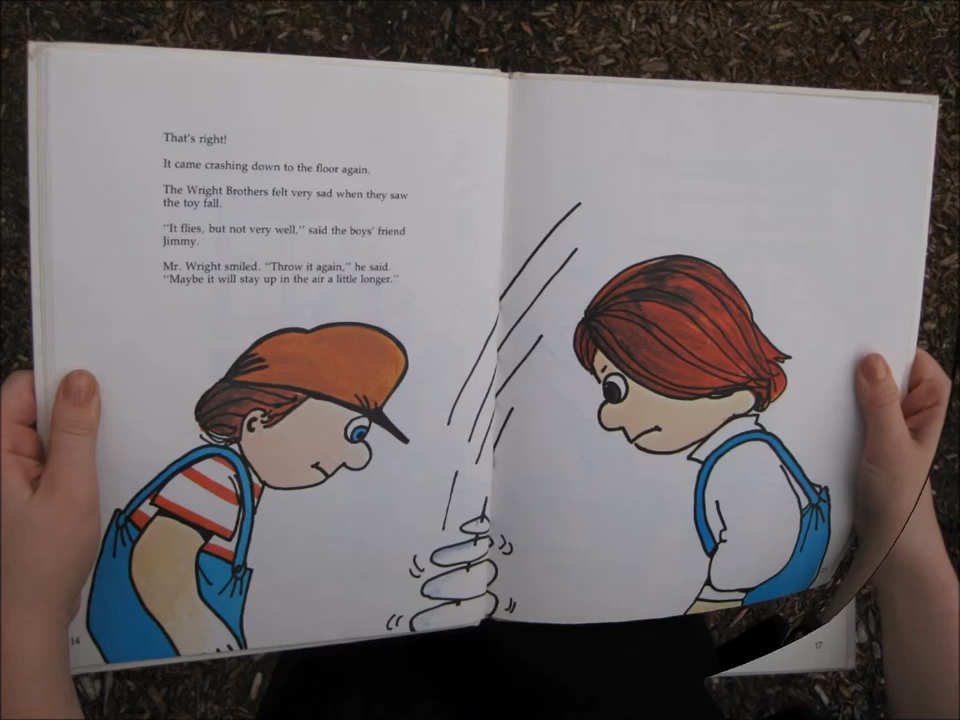 That's right!
It came crashing down to the floor again.
The Wright Brothers felt very sad when they saw
the toy fall.
"It flies, but not very well," said the boys' friend
Jimmy.
Mr. Wright smiled. "Throw it again," he said.
"Maybe it will stay up in the air a little longer."
14
17